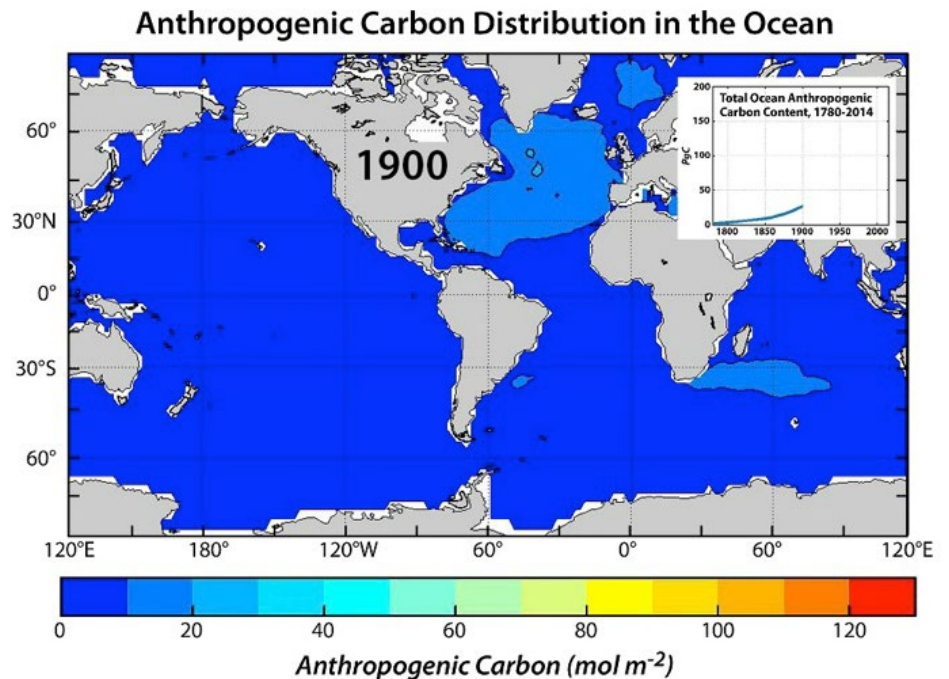 Anthropogenic Carbon Distribution in the Ocean
1900
Total Ocean Anthropogenic
Carbon Content, 1780-2014
PgC
200
150
100
50
0
1800 1850 1900 1950 2000
60°
30°N
0°
30°S
60°
120°E 180° 120°W 60° 0° 60° 120°E
0 20 40 60 80 100 120
Anthropogenic Carbon (mol m⁻²)